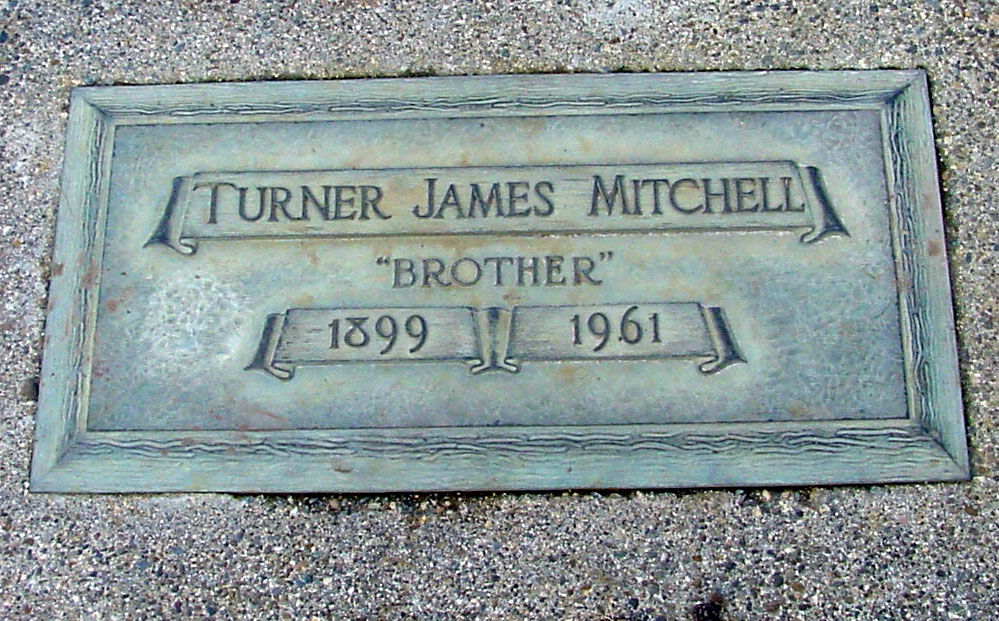 TURNER JAMES MITCHELL
"BROTHER"
1899 1961